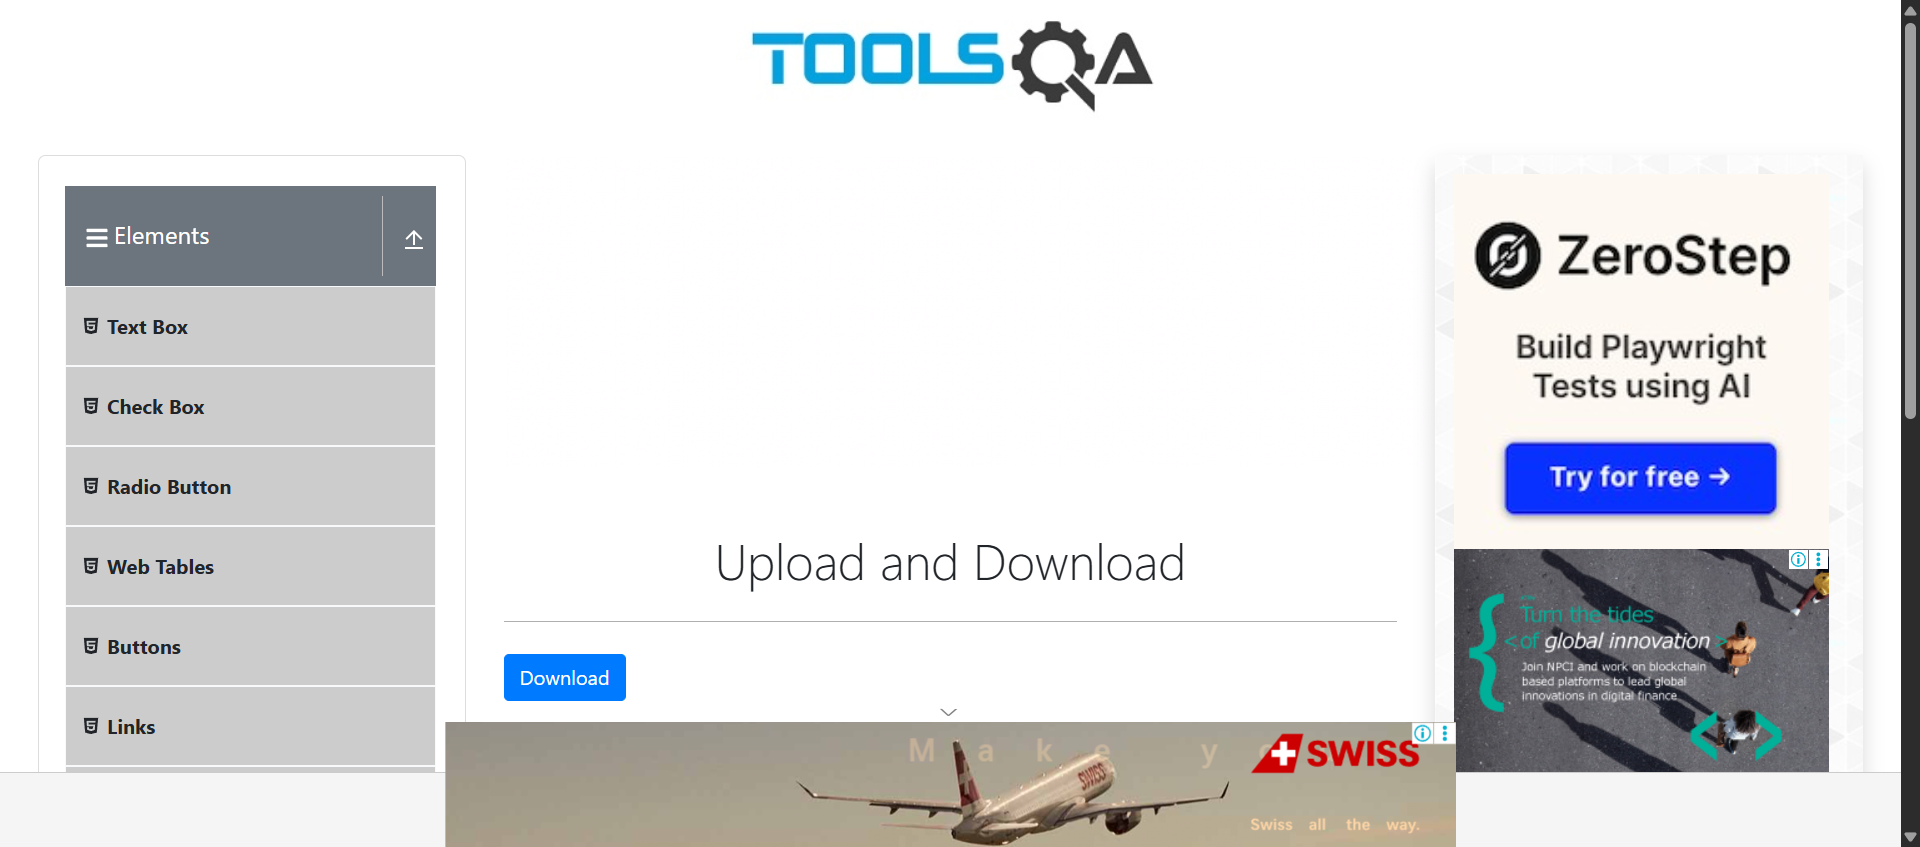 TOOLSQA
Elements
Text Box
Check Box
Radio Button
Web Tables
Buttons
Links
Upload and Download
Download
ZeroStep
Build Playwright
Tests using AI
Try for free →
Turn the tides
<of global innovation >
Join NPCI and work on blockchain
based platforms to lead global
innovations in digital finance
Make y
SWISS
SWISS
Swiss all the way.